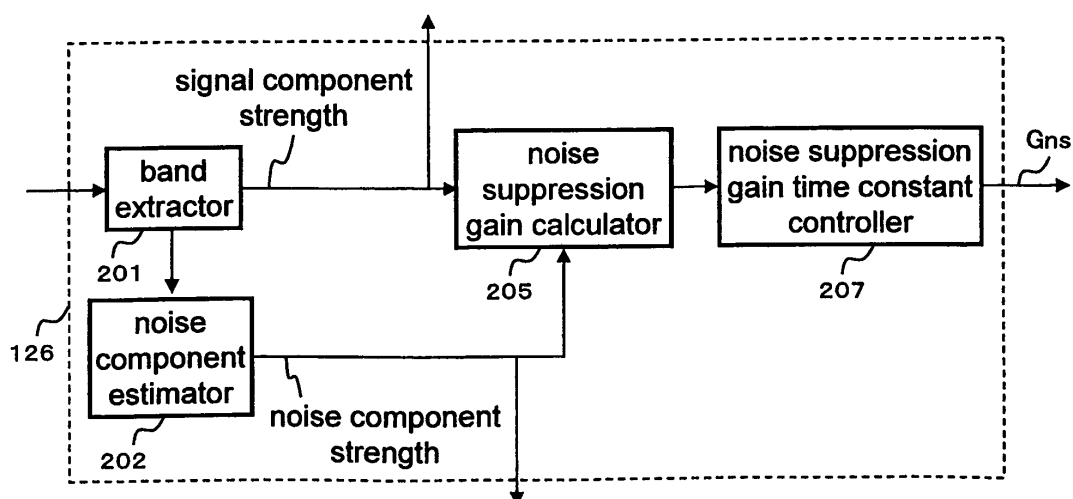 signal component
strength
Gns
band
extractor
noise
suppression
gain calculator
noise suppression
gain time constant
controller
201
205
207
126
noise
component
estimator
noise component
strength
202